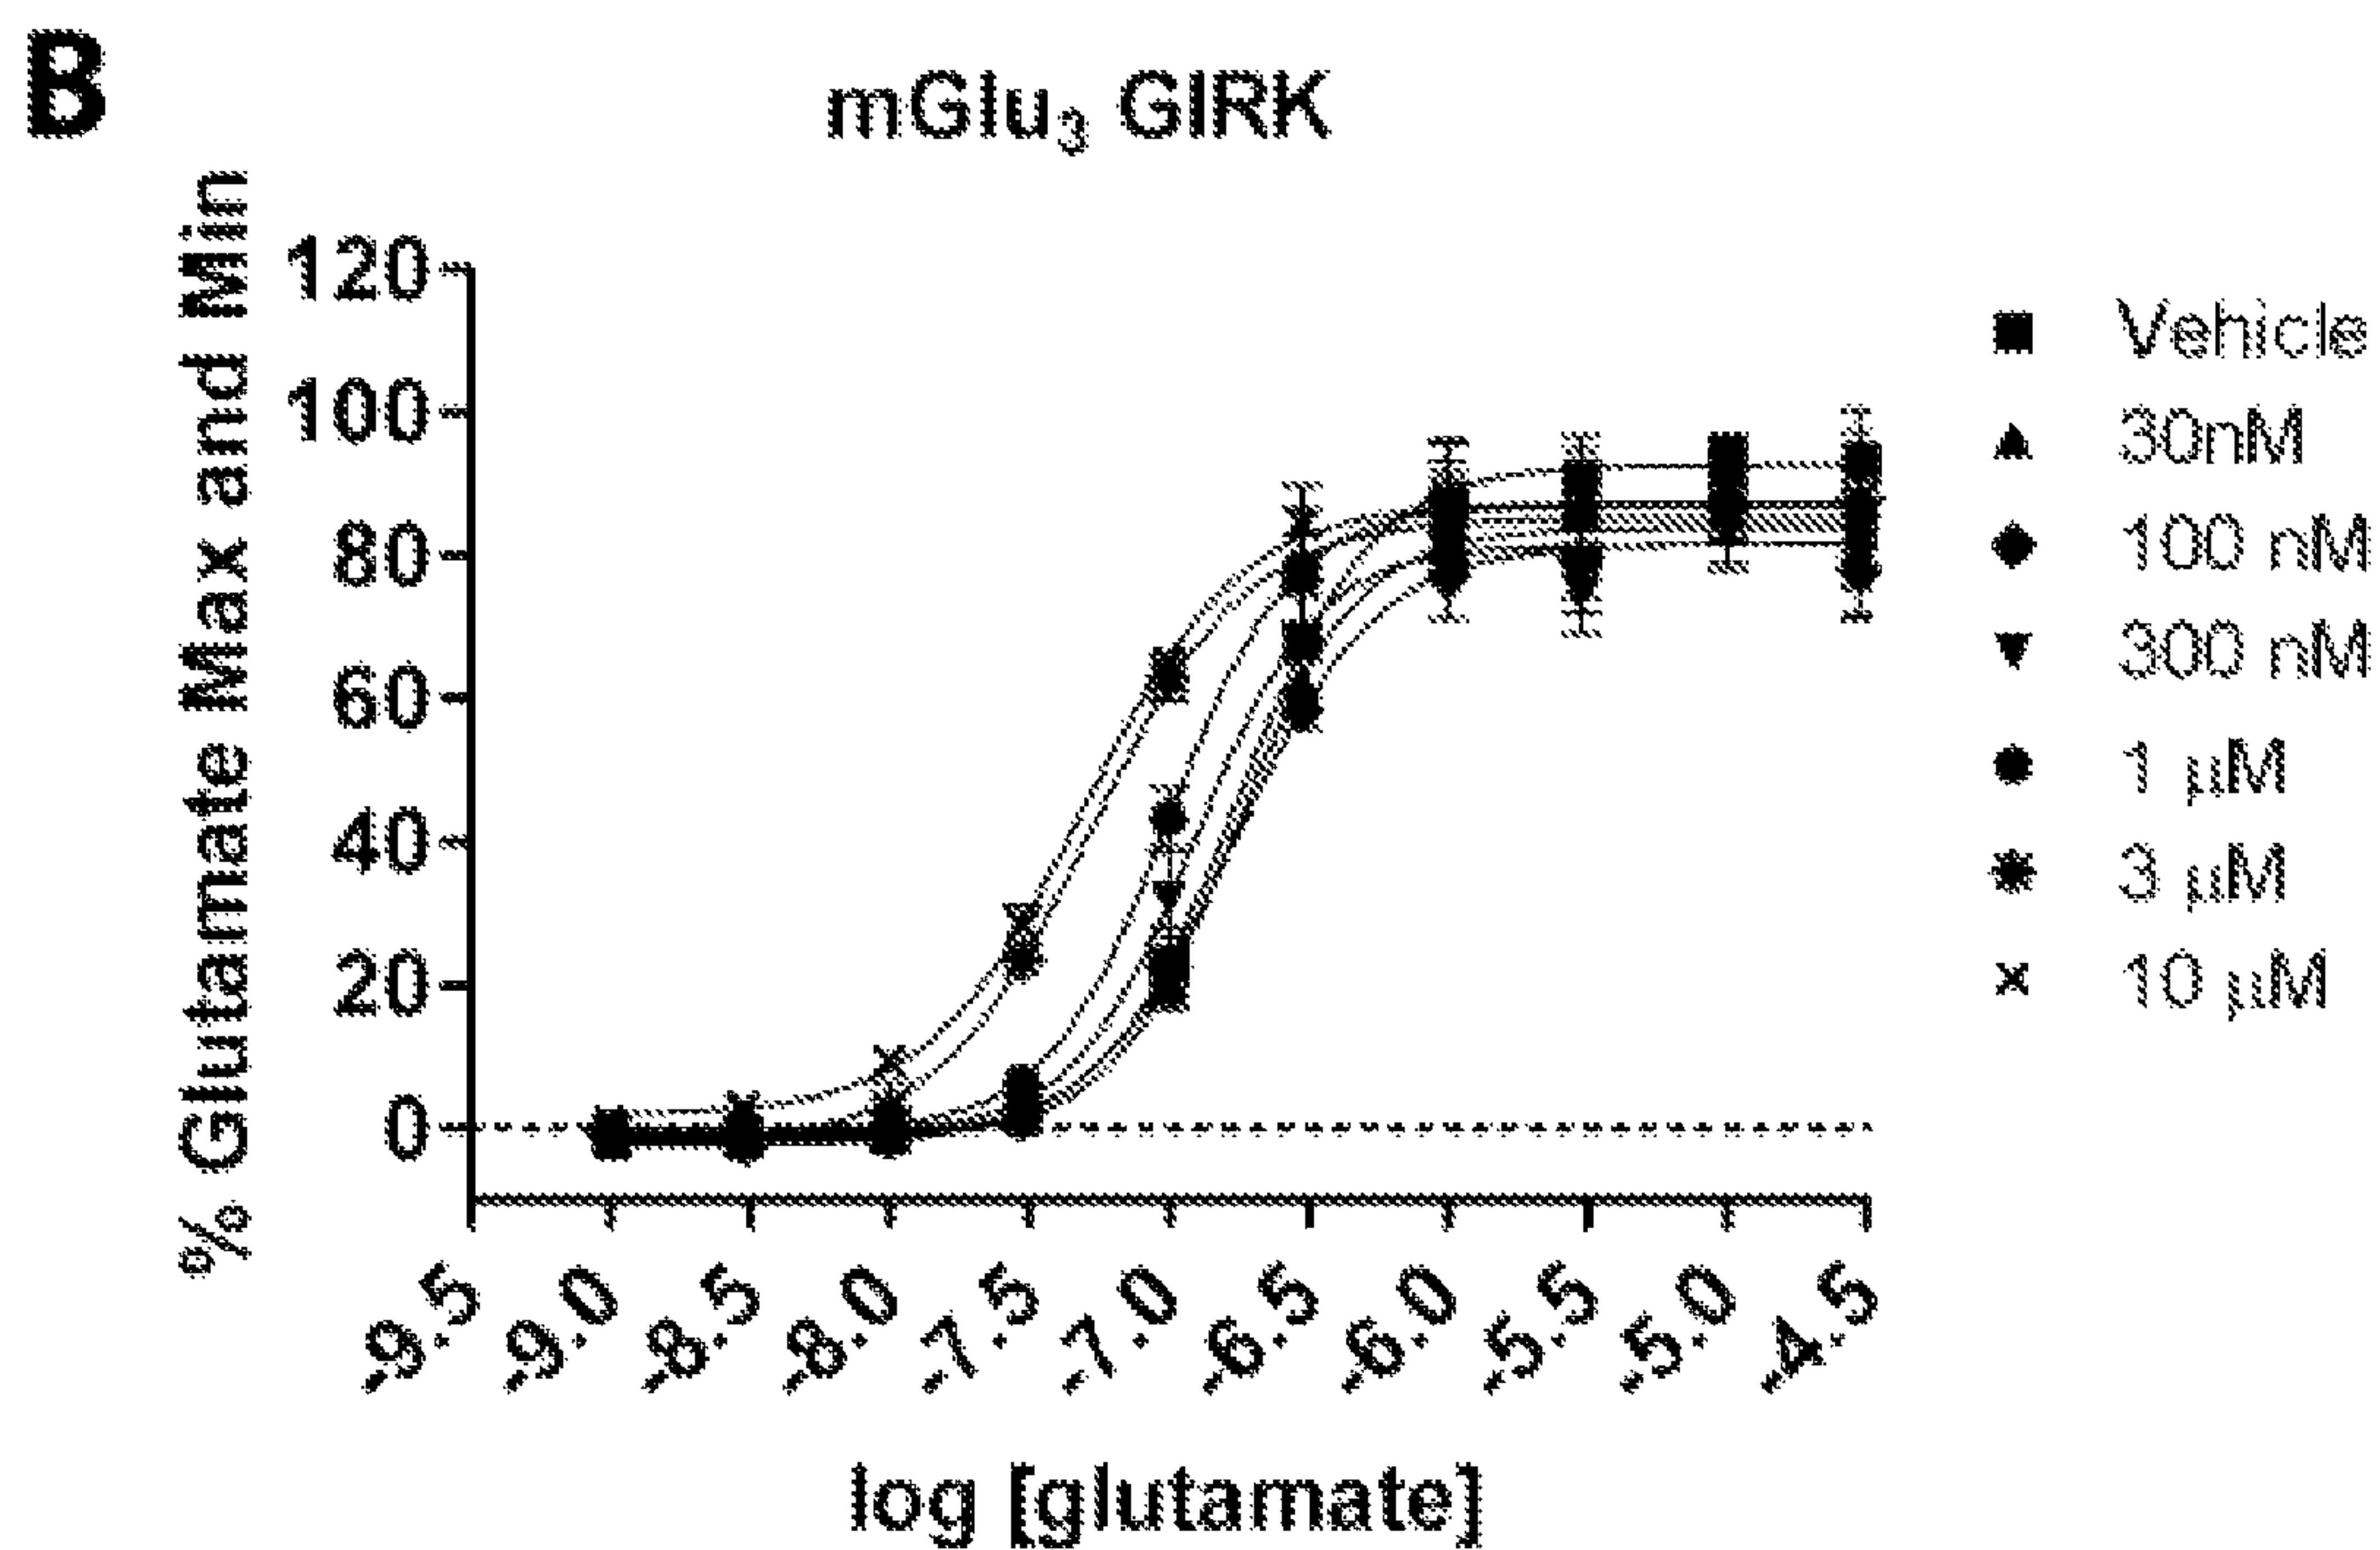 B
mGlu₃ GIRK
% Glutamate Max and Min
120
100
80
60
40
20
0
-9.5
-9.0
-8.5
-8.0
-7.5
-7.0
-6.5
-6.0
-5.5
-5.0
-4.5
log [glutamate]
Vehicle
30nM
100 nM
300 nM
1 μM
3 μM
10 μM